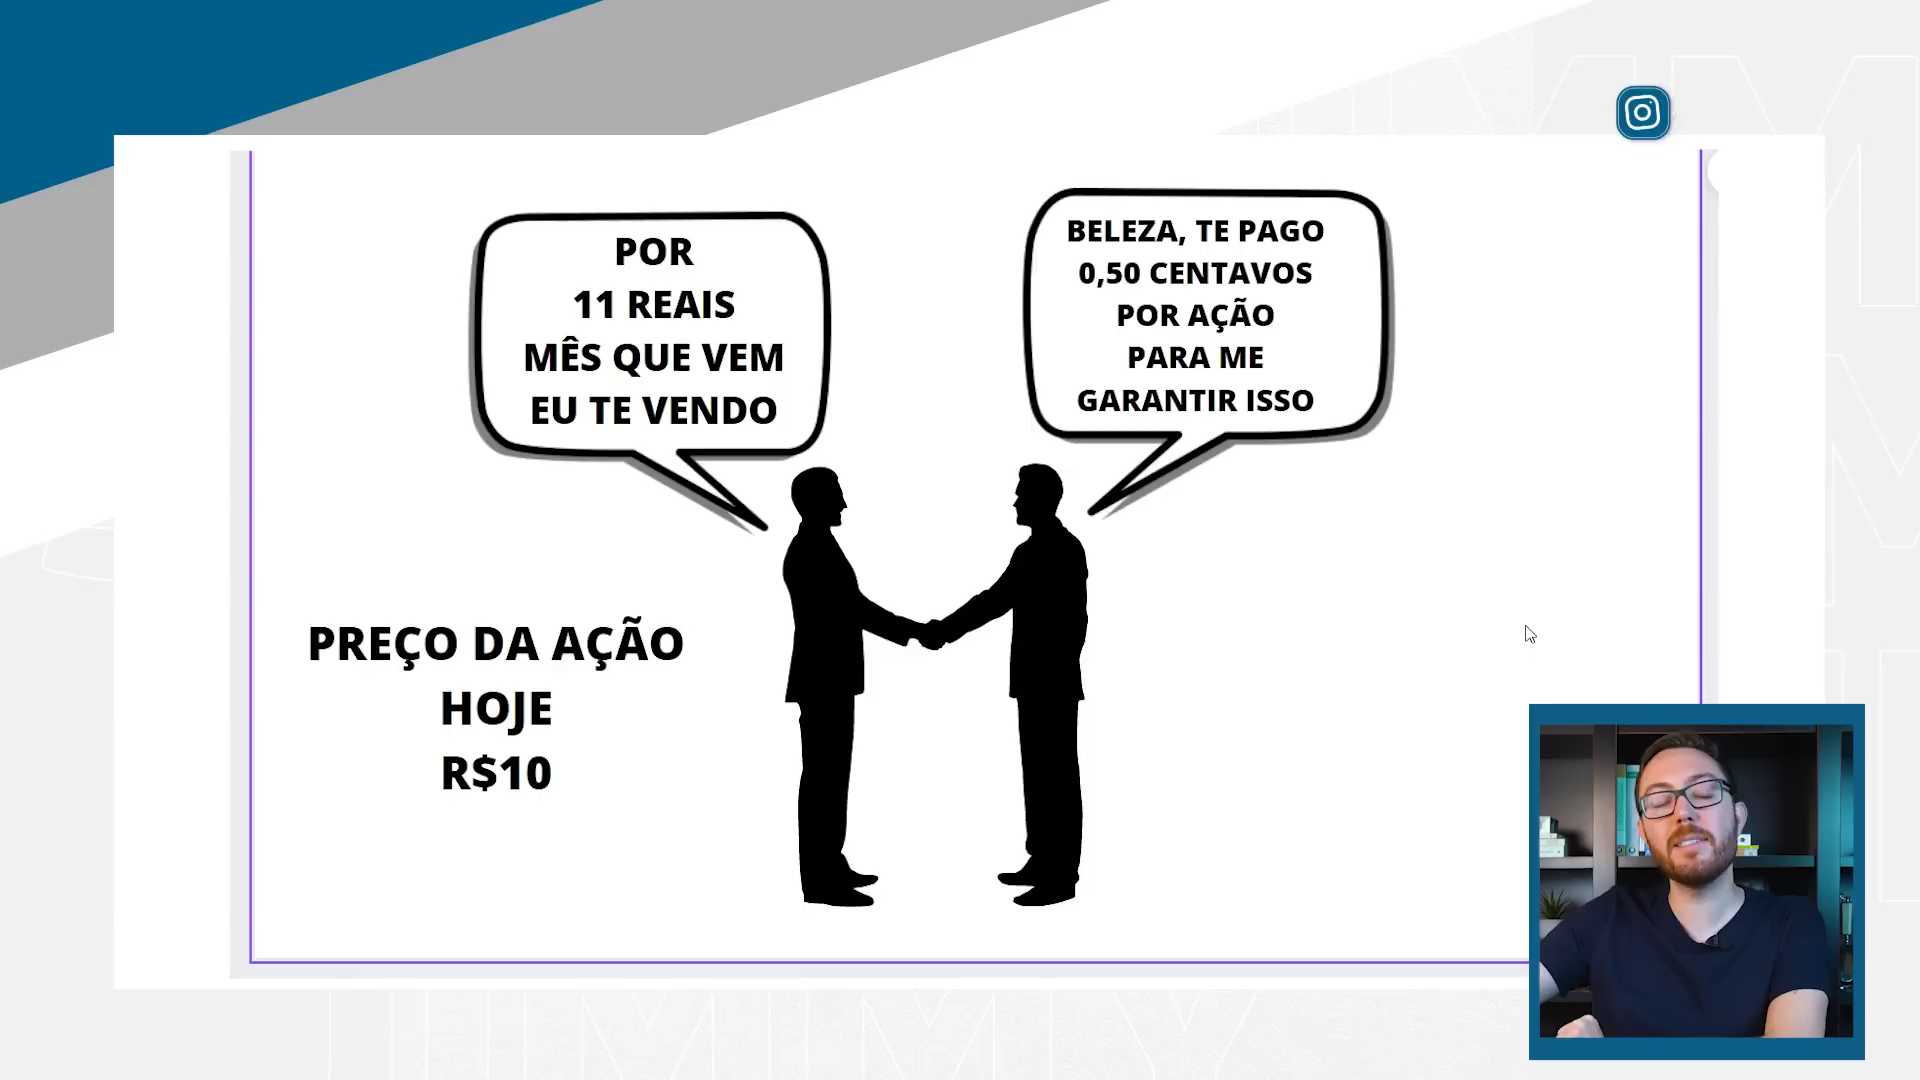 POR
11 REAIS
MÊS QUE VEM
EU TE VENDO
BELEZA, TE PAGO
0,50 CENTAVOS
POR AÇÃO
PARA ME
GARANTIR ISSO
PREÇO DA AÇÃO
HOJE
R$10